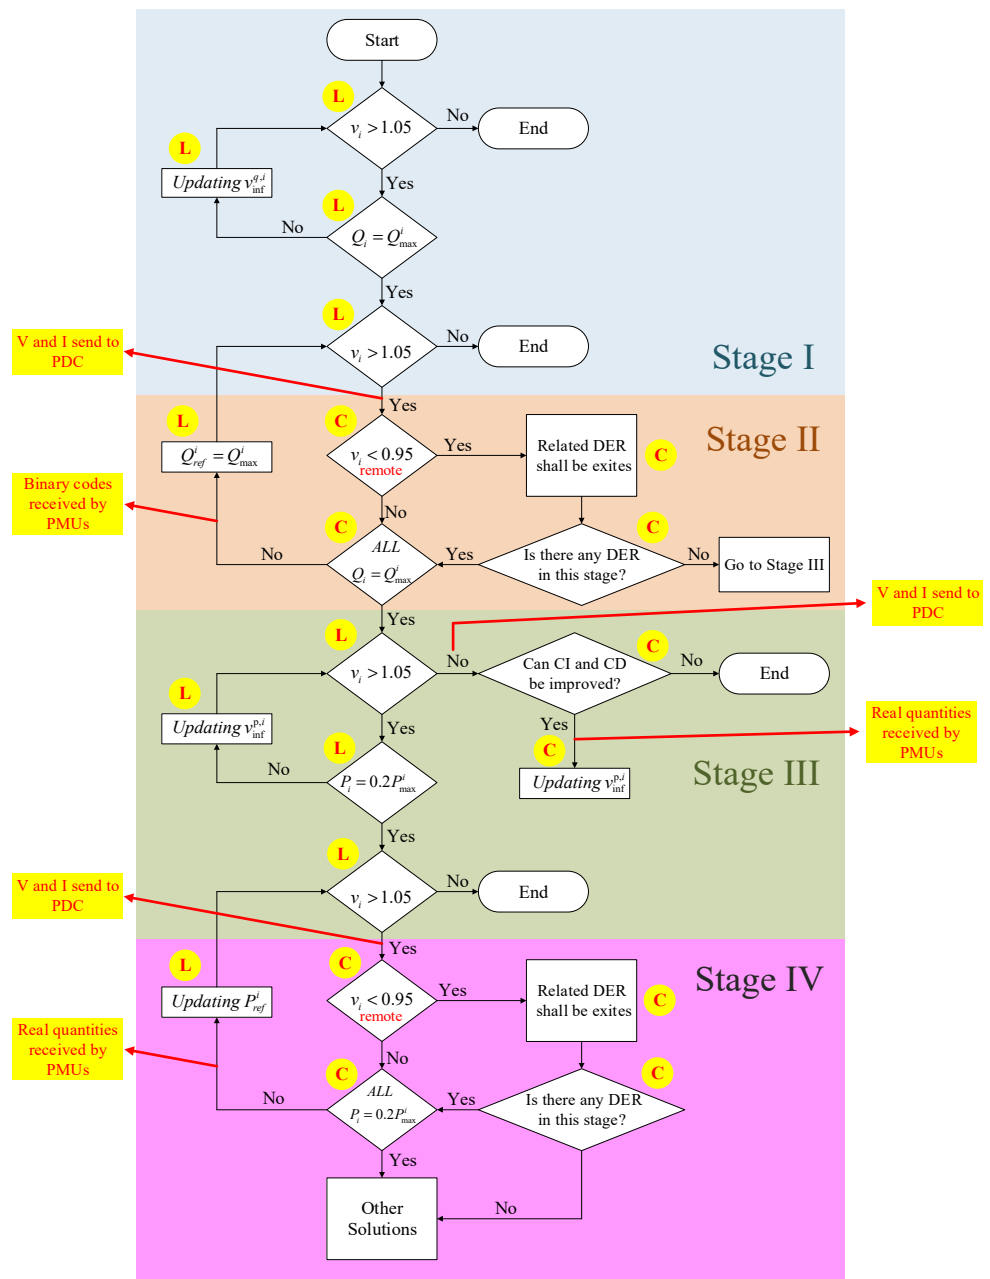 Start
L
v_i > 1.05
No
End
L
Updating v_inf^{q,i}
Yes
L
No
Q_i = Q_max^i
Yes
L
v_i > 1.05
No
End
Stage I
V and I send to
PDC
Yes
L
Q_ref^i = Q_max^i
C
v_i < 0.95
remote
Yes
Related DER
shall be exites
C
Stage II
Binary codes
received by
PMUs
No
C
No
ALL
Q_i = Q_max^i
Yes
C
Is there any DER
in this stage?
No
Go to Stage III
V and I send to
PDC
Yes
L
v_i > 1.05
No
C
Can CI and CD
be improved?
No
End
L
Updating v_inf^{p,i}
Yes
Yes
Real quantities
received by
PMUs
L
No
P_i = 0.2P_max^i
C
Updating v_inf^{p,i}
Stage III
Yes
L
v_i > 1.05
No
End
V and I send to
PDC
Yes
L
Updating P_ref^i
C
v_i < 0.95
remote
Yes
Related DER
shall be exites
C
Stage IV
Real quantities
received by
PMUs
No
C
No
ALL
P_i = 0.2P_max^i
Yes
C
Is there any DER
in this stage?
Yes
Other
Solutions
No